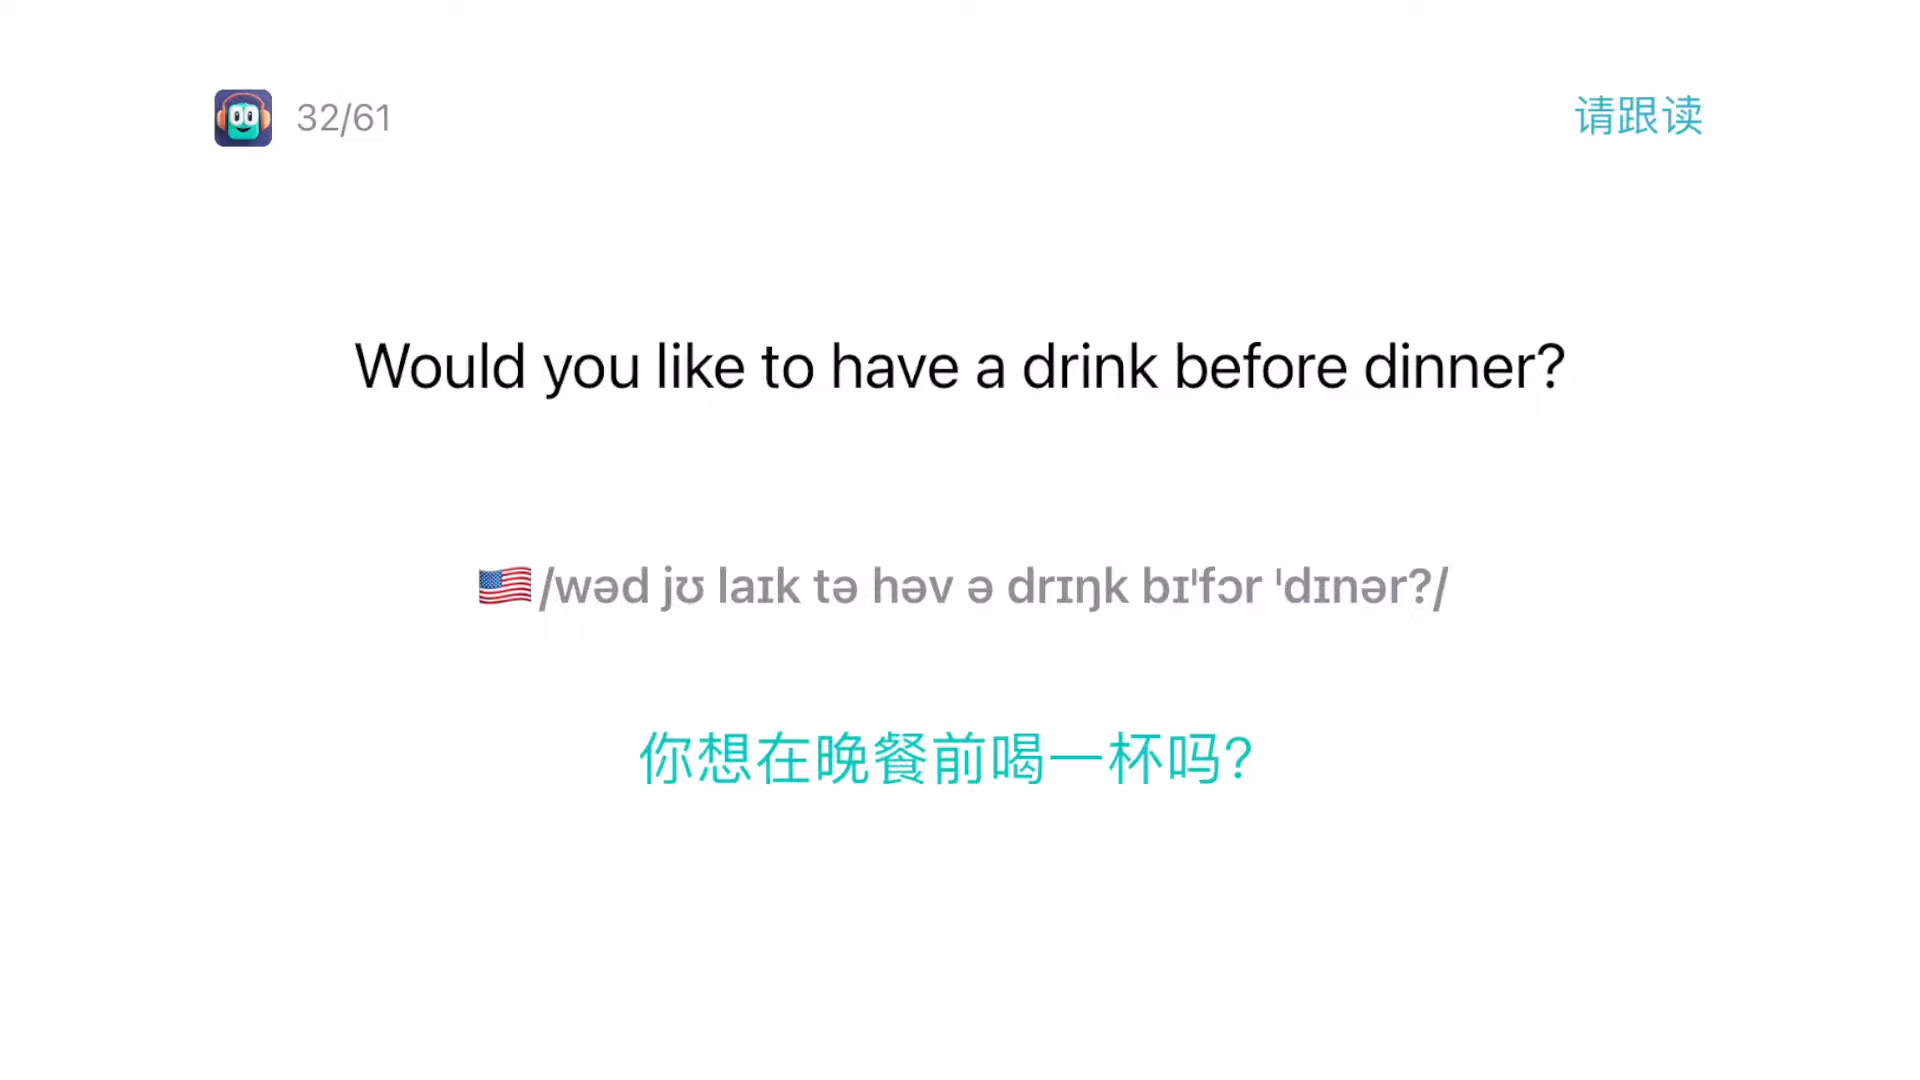 32/61
请跟读
Would you like to have a drink before dinner?
/wəd jʊ laɪk tə həv ə drɪŋk bɪˈfɔr ˈdɪnər?/
你想在晚餐前喝一杯吗?